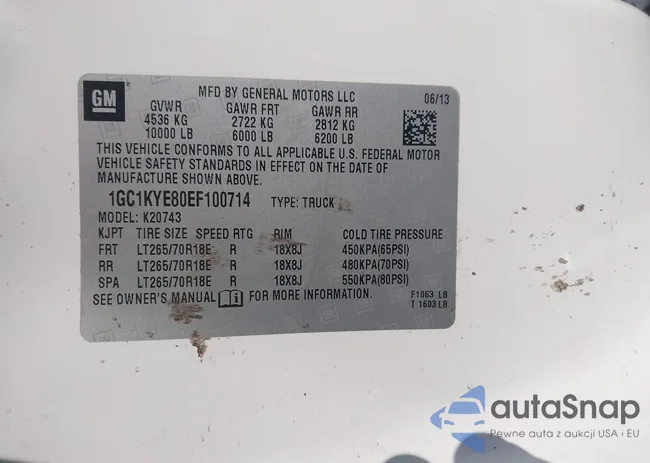 GM
MFD BY GENERAL MOTORS LLC
06/13
GVWR GAWR FRT GAWR RR
4536 KG 2722 KG 2812 KG
10000 LB 6000 LB 6200 LB
THIS VEHICLE CONFORMS TO ALL APPLICABLE U.S. FEDERAL MOTOR
VEHICLE SAFETY STANDARDS IN EFFECT ON THE DATE OF
MANUFACTURE SHOWN ABOVE.
1GC1KYE80EF100714 TYPE: TRUCK
MODEL: K20743
KJPT TIRE SIZE SPEED RTG RIM COLD TIRE PRESSURE
FRT LT265/70R18E R 18X8J 450KPA(65PSI)
RR LT265/70R18E R 18X8J 480KPA(70PSI)
SPA LT265/70R18E R 18X8J 550KPA(80PSI)
SEE OWNER'S MANUAL FOR MORE INFORMATION.
F1063 LB
T 1603 LB
autaSnap
Pewne auta z aukcji USA i EU